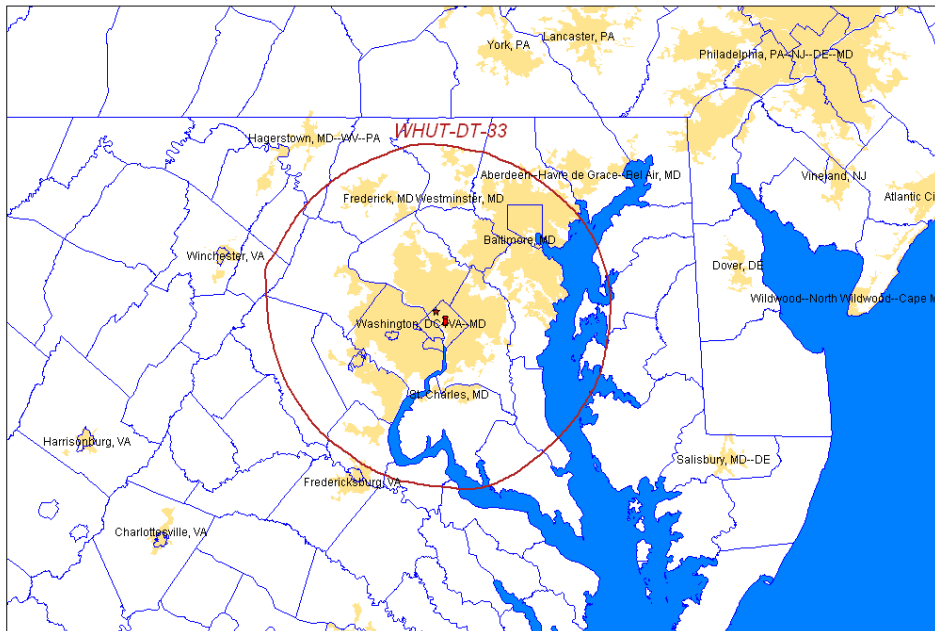 Lancaster, PA
York, PA
Philadelphia, PA--NJ--DE--MD
WHUT-DT-33
Hagerstown, MD--WV--PA
Aberdeen--Havre de Grace--Bel Air, MD
Vineland, NJ
Frederick, MD
Westminster, MD
Atlantic Ci
Baltimore, MD
Winchester, VA
Dover, DE
Wildwood--North Wildwood--Cape M
Washington, DC--VA--MD
St. Charles, MD
Harrisonburg, VA
Salisbury, MD--DE
Fredericksburg, VA
Charlottesville, VA